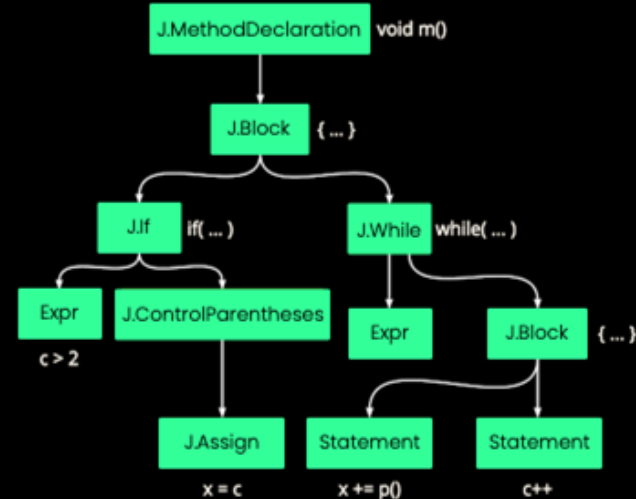 J.MethodDeclaration void m()
J.Block { ... }
J.If if( ... ) J.While while( ... )
Expr J.ControlParentheses Expr J.Block { ... }
c > 2
J.Assign Statement Statement
x = c x += p() c++